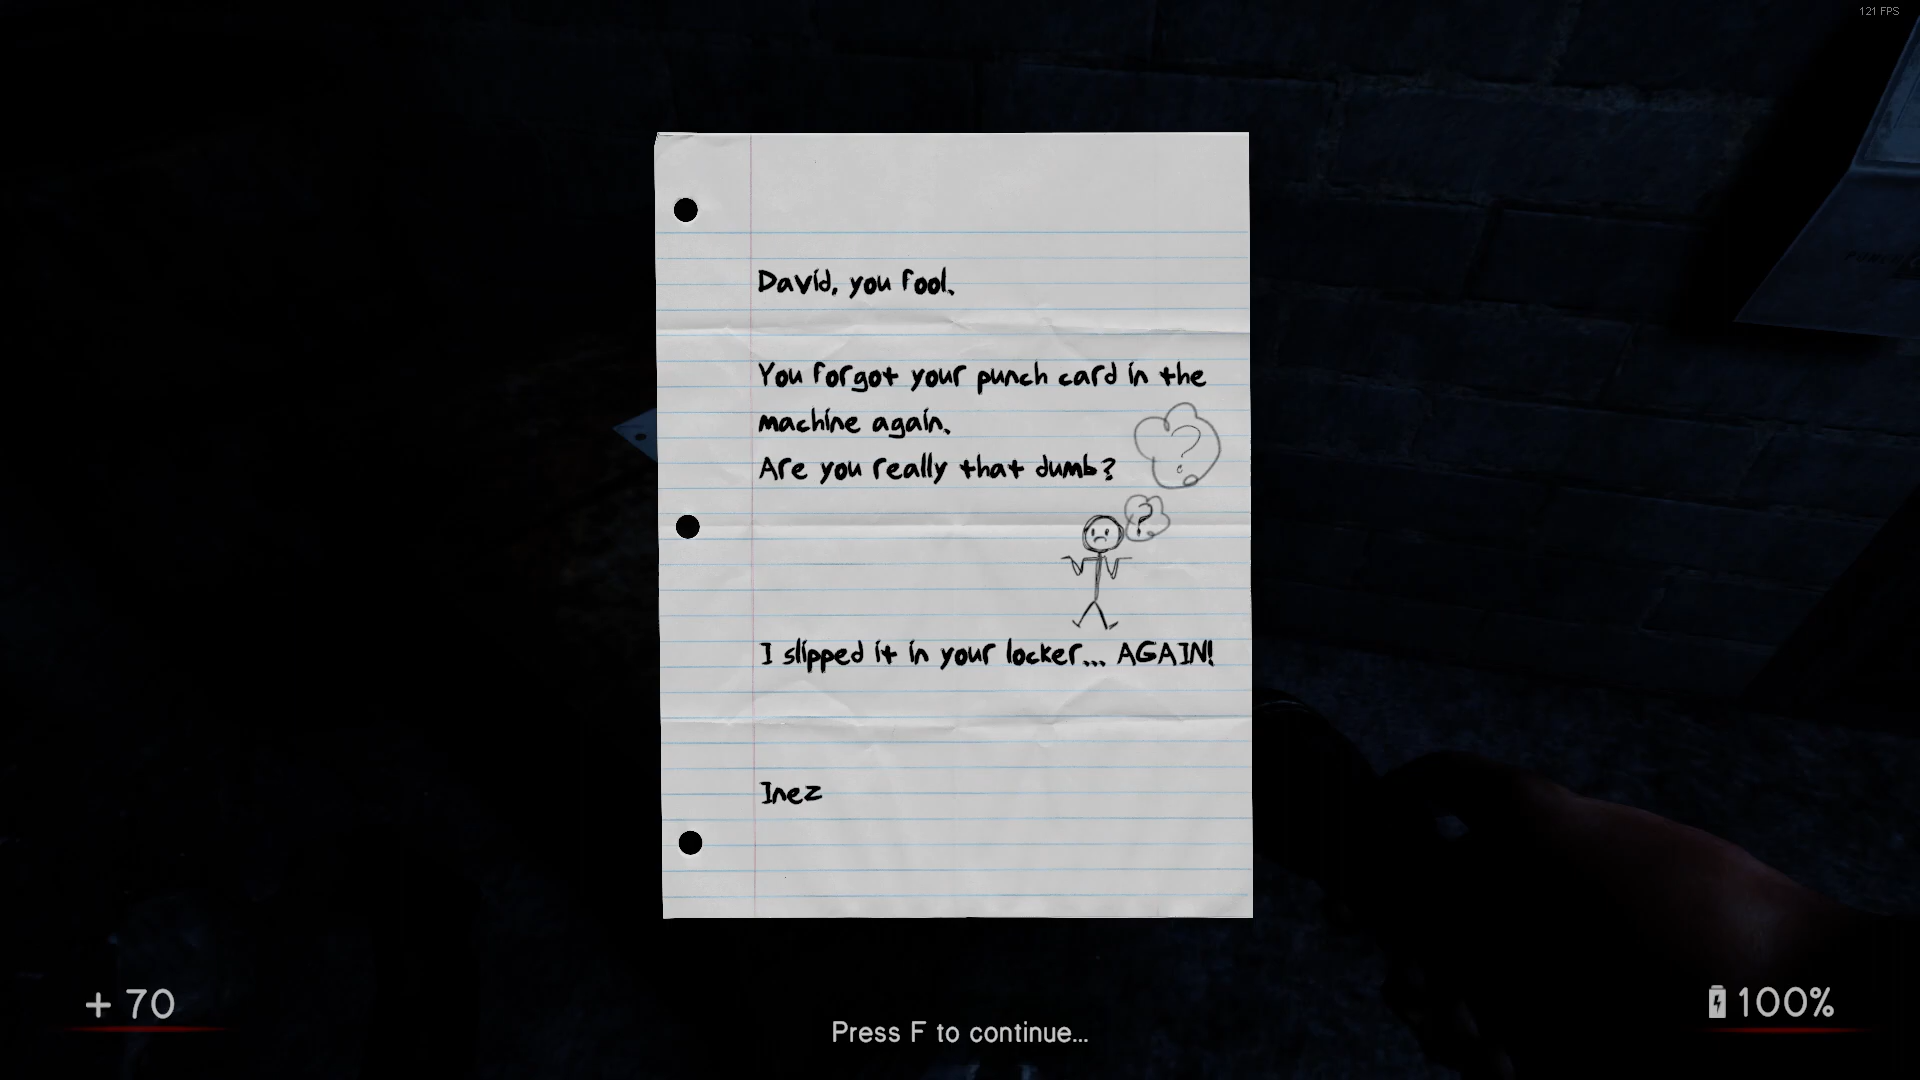 121 FPS
David, you fool.
You forgot your punch card in the
machine again.
Are you really that dumb?
?
?
I slipped it in your locker... AGAIN!
Inez
+ 70
100%
Press F to continue...